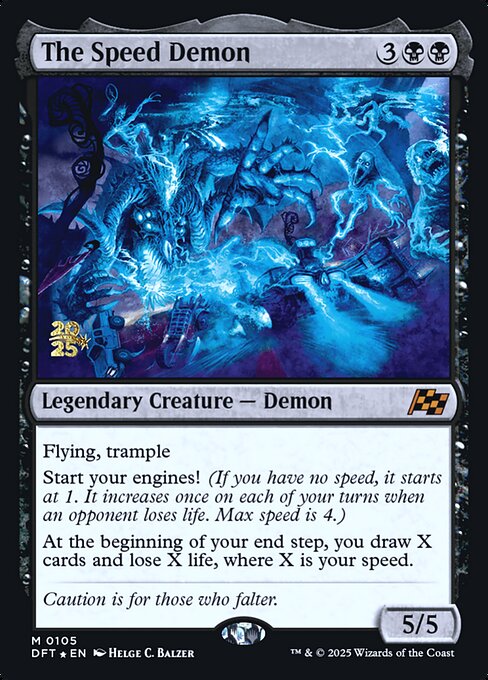 The Speed Demon 3
20
25
Legendary Creature — Demon
Flying, trample
Start your engines! (If you have no speed, it starts
at 1. It increases once on each of your turns when
an opponent loses life. Max speed is 4.)
At the beginning of your end step, you draw X
cards and lose X life, where X is your speed.
Caution is for those who falter.
5/5
M 0105
DFT ★ EN HELGE C. BALZER ™ & © 2025 Wizards of the Coast